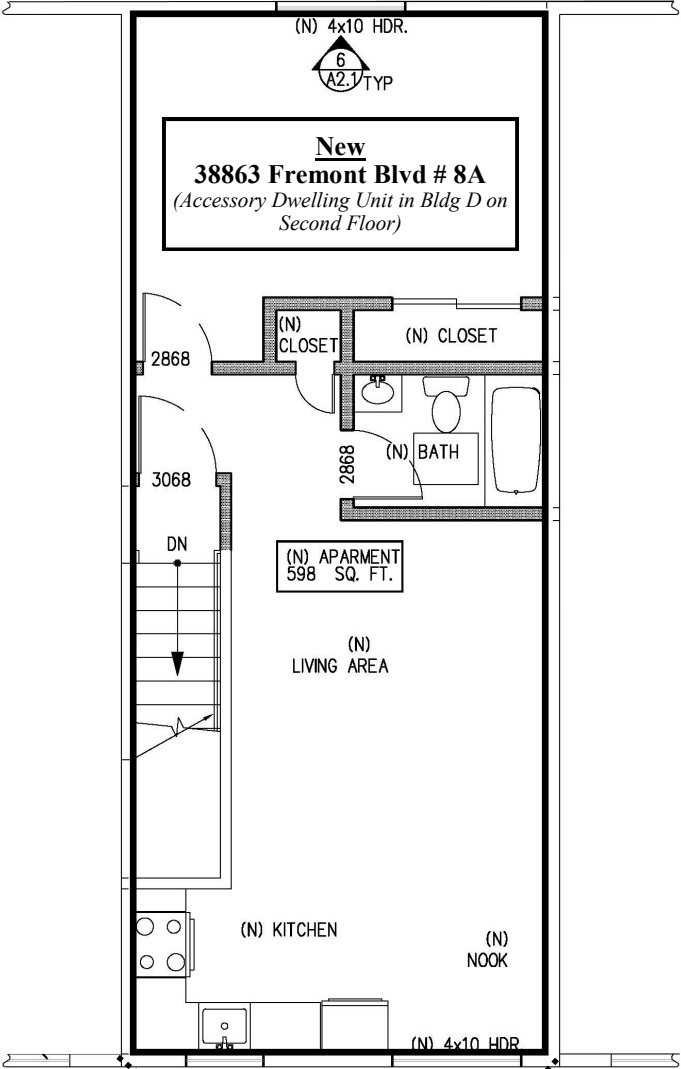 (N) 4x10 HDR.
6
A2.1 TYP
New
38863 Fremont Blvd # 8A
(Accessory Dwelling Unit in Bldg D on
Second Floor)
(N)
CLOSET
(N) CLOSET
2868
2868
(N) BATH
3068
DN
(N) APARMENT
598 SQ. FT.
(N)
LIVING AREA
(N) KITCHEN
(N)
NOOK
(N) 4x10 HDR.